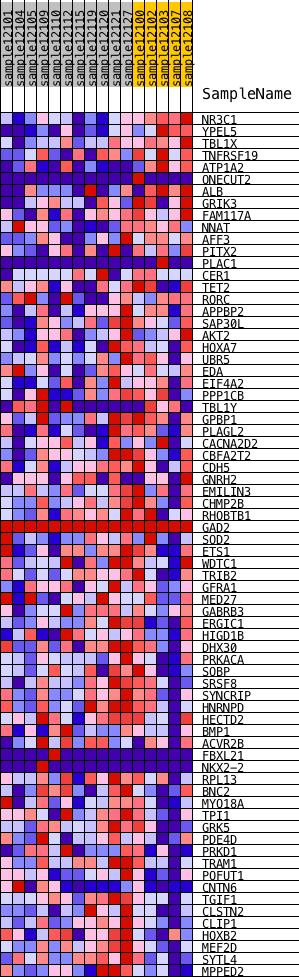 sample12101
sample12104
sample12105
sample12109
sample12110
sample12112
sample12115
sample12119
sample12120
sample12121
sample12122
sample12100
sample12102
sample12103
sample12107
sample12108
SampleName
NR3C1
YPEL5
TBL1X
TNFRSF19
ATP1A2
ONECUT2
ALB
GRIK3
FAM117A
NNAT
AFF3
PITX2
PLAC1
CER1
TET2
RORC
APPBP2
SAP30L
AKT2
HOXA7
UBR5
EDA
EIF4A2
PPP1CB
TBL1Y
GPBP1
PLAGL2
CACNA2D2
CBFA2T2
CDH5
GNRH2
EMILIN3
CHMP2B
RHOBTB1
GAD2
SOD2
ETS1
WDTC1
TRIB2
GFRA1
MED27
GABRB3
ERGIC1
HIGD1B
DHX30
PRKACA
SOBP
SRSF8
SYNCRIP
HNRNPD
HECTD2
BMP1
ACVR2B
FBXL21
NKX2-2
RPL13
BNC2
MYO18A
TPI1
GRK5
PDE4D
PRKD1
TRAM1
POFUT1
CNTN6
TGIF1
CLSTN2
CLIP1
HOXB2
MEF2D
SYTL4
MPPED2